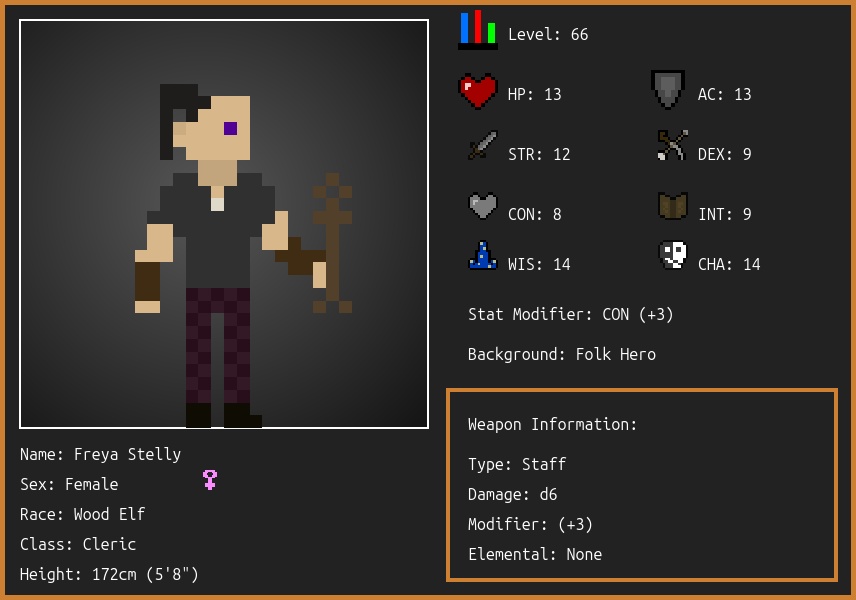 Level: 66
HP: 13
AC: 13
STR: 12
DEX: 9
CON: 8
INT: 9
WIS: 14
CHA: 14
Stat Modifier: CON (+3)
Background: Folk Hero
Weapon Information:
Type: Staff
Damage: d6
Modifier: (+3)
Elemental: None
Name: Freya Stelly
Sex: Female
Race: Wood Elf
Class: Cleric
Height: 172cm (5'8")